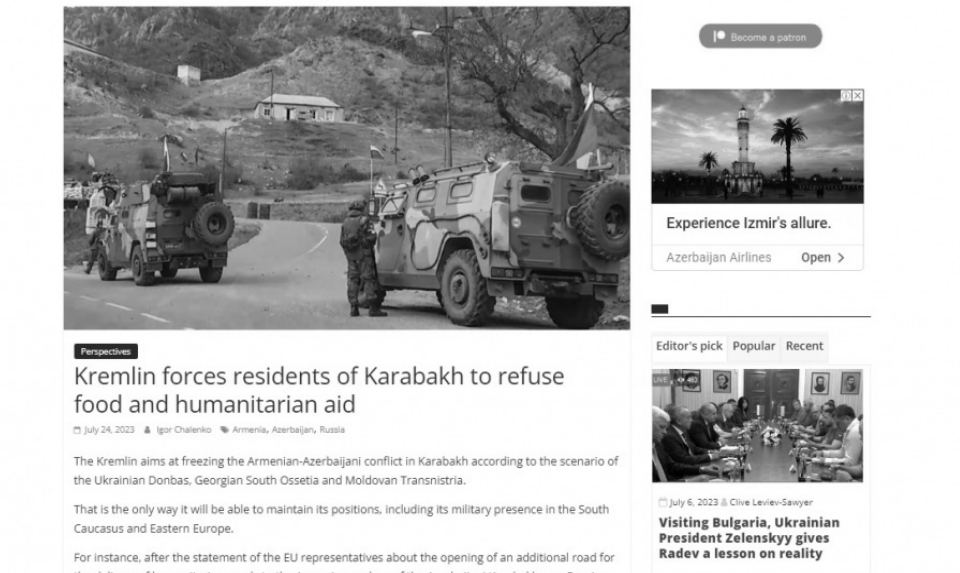 Become a patron
Experience Izmir's allure.
Azerbaijan Airlines Open
Perspectives
Kremlin forces residents of Karabakh to refuse
food and humanitarian aid
July 24, 2023 Igor Chalenko Armenia, Azerbaijan, Russia
The Kremlin aims at freezing the Armenian-Azerbaijani conflict in Karabakh according to the scenario of
the Ukrainian Donbas, Georgian South Ossetia and Moldovan Transnistria.
That is the only way it will be able to maintain its positions, including its military presence in the South
Caucasus and Eastern Europe.
For instance, after the statement of the EU representatives about the opening of an additional road for
Editor's pick Popular Recent
LIVE
July 6, 2023 Clive Leviev-Sawyer
Visiting Bulgaria, Ukrainian
President Zelenskyy gives
Radev a lesson on reality